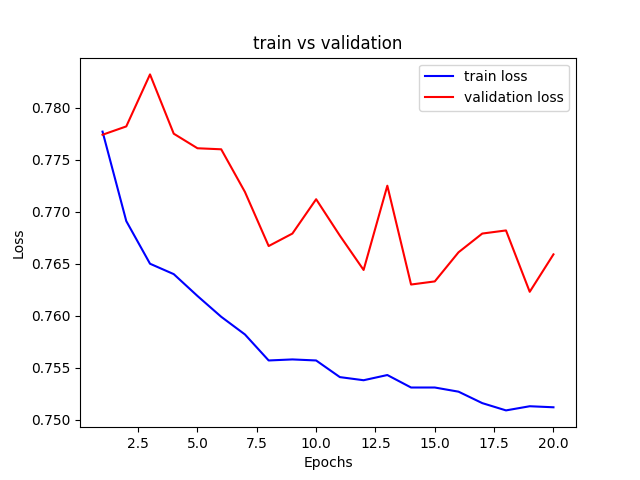 train vs validation
train loss
validation loss
0.780
0.775
0.770
0.765
0.760
0.755
0.750
Loss
2.5 5.0 7.5 10.0 12.5 15.0 17.5 20.0
Epochs